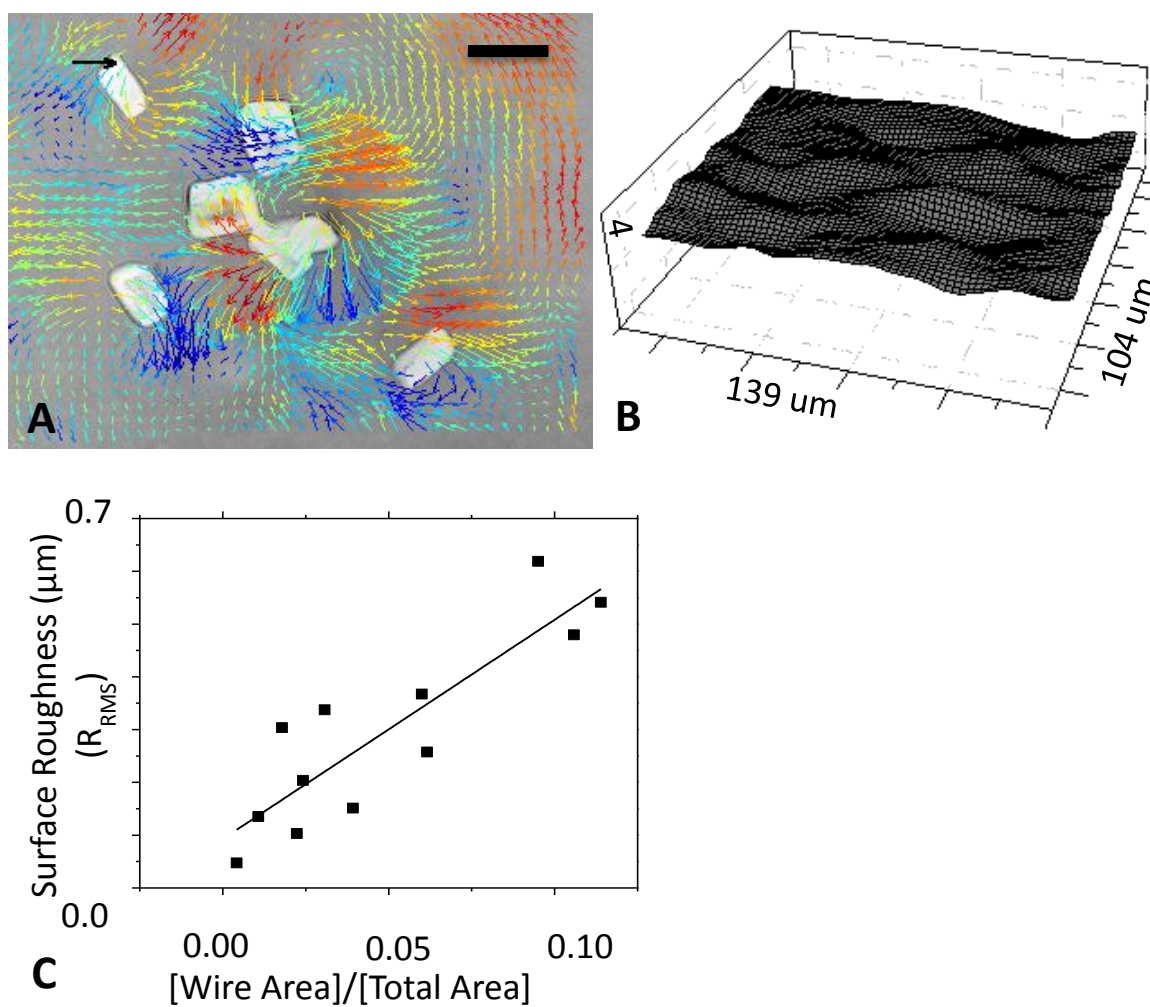 A
B
4
139 um
104 um
0.7
Surface Roughness (µm)
(R_RMS)
0.0
0.00
0.05
0.10
C
[Wire Area]/[Total Area]